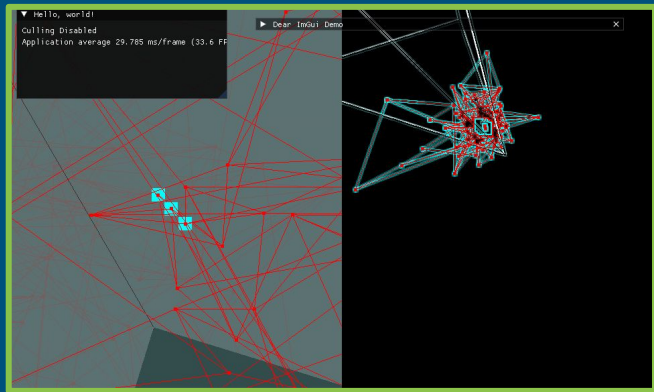 ▼ Hello, world!
Culling Disabled
Application average 29.785 ms/frame (33.6 FP
▶ Dear ImGui Demo